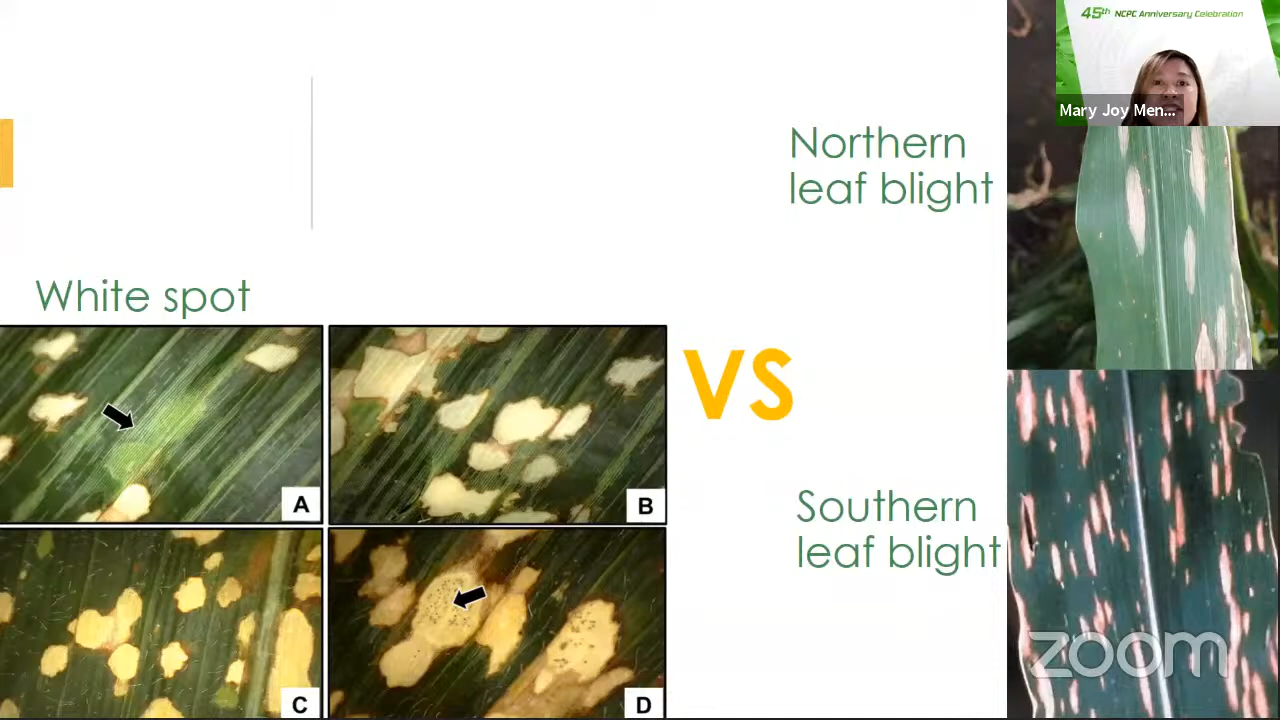 45th NCPC Anniversary Celebration
Mary Joy Men...
Northern
leaf blight
White spot
A
B
VS
Southern
leaf blight
C
D
zoom